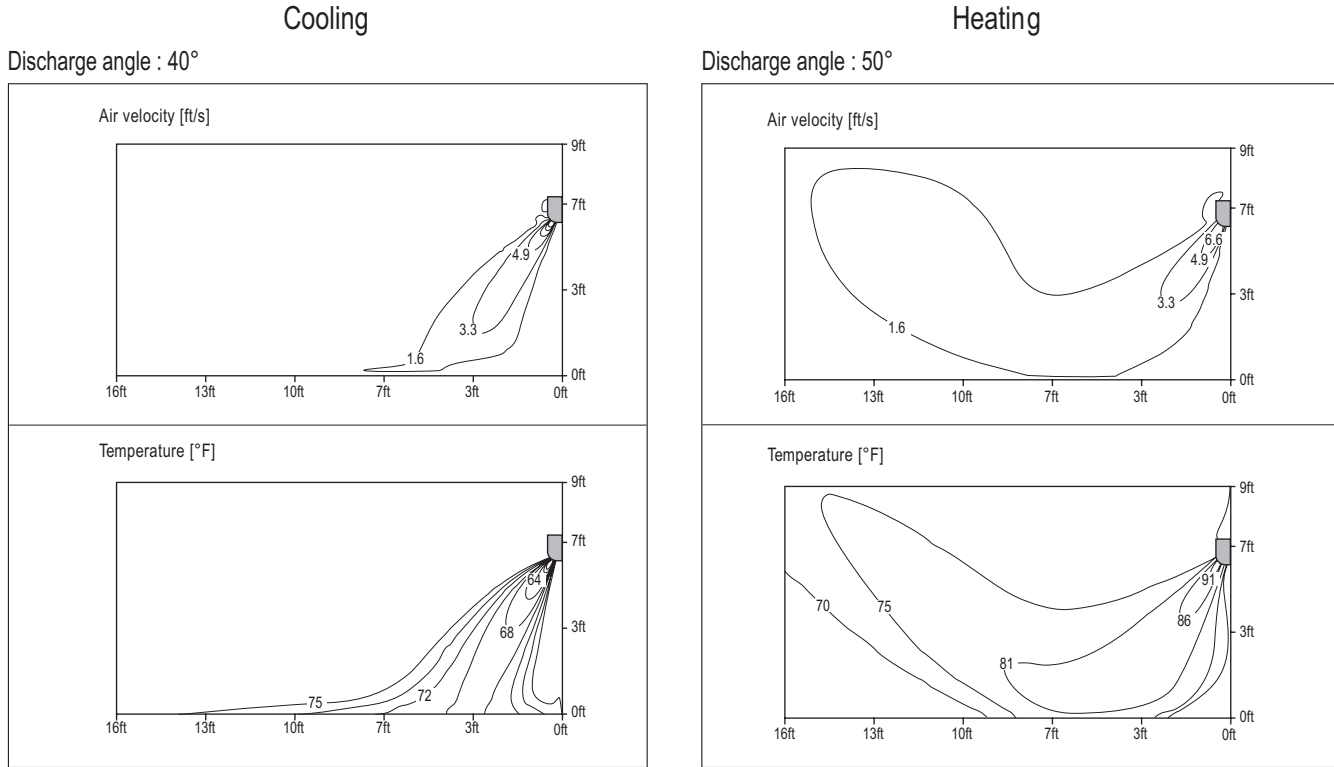 Cooling
Discharge angle : 40°
Air velocity [ft/s]
9ft
7ft
4.9
3ft
3.3
1.6
0ft
16ft 13ft 10ft 7ft 3ft 0ft
Temperature [°F]
9ft
7ft
64
68
3ft
72
75
0ft
16ft 13ft 10ft 7ft 3ft 0ft
Heating
Discharge angle : 50°
Air velocity [ft/s]
9ft
7ft
6.6
4.9
3.3
3ft
1.6
0ft
16ft 13ft 10ft 7ft 3ft 0ft
Temperature [°F]
9ft
7ft
91
70 75
86
3ft
81
0ft
16ft 13ft 10ft 7ft 3ft 0ft